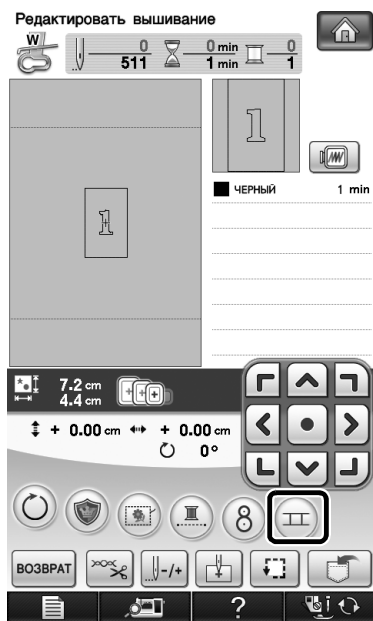 Редактировать вышивание
W 0 0 min 0
511 1 min 1
1
ЧЕРНЫЙ 1 min
1
7.2 cm
4.4 cm
+ 0.00 cm + 0.00 cm
0°
8
ВОЗВРАТ -/+
?